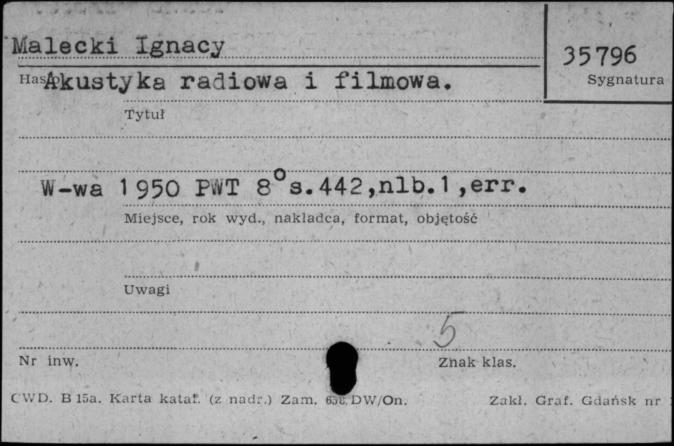 Malecki Ignacy
35796
Hasło Akustyka radiowa i filmowa.
Sygnatura
Tytuł
W-wa 1950 PWT 8° s.442,nlb.1,err.
Miejsce, rok wyd., nakładca, format, objętość
Uwagi
5
Nr inw.
Znak klas.
CWD. B 15a. Karta katal. (z nadr.) Zam. DW/On. Zakł. Graf. Gdańsk nr